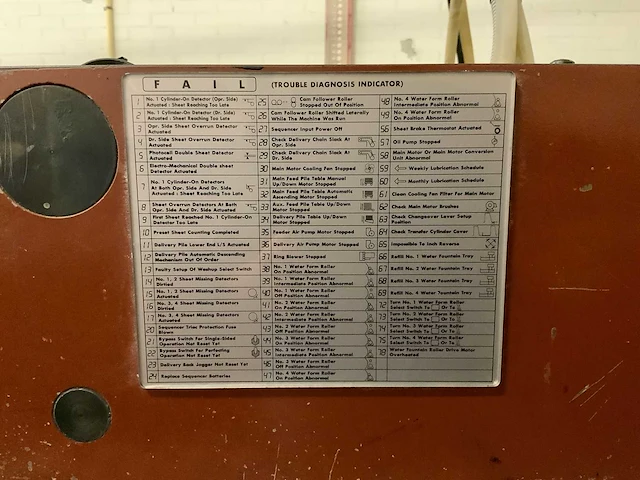 FAIL (TROUBLE DIAGNOSIS INDICATOR)
1 No. 1 Cylinder-On Detector (Opr. Side)
Actuated : Sheet Reaching Too Late
2 No. 1 Cylinder-On Detector (Dr. Side)
Actuated : Sheet Reaching Too Late
3 Opr. Side Sheet Overrun Detector
Actuated
4 Dr. Side Sheet Overrun Detector
Actuated
5 Photocell Double Sheet Detector
Actuated
6 Electro-Mechanical Double sheet
Detector Actuated
7 No. 1 Cylinder-On Detectors
At Both Opr. Side And Dr. Side
Actuated : Sheet Reaching Too Late
8 Sheet Overrun Detectors At Both
Opr. Side And Dr. Side Actuated
9 First Sheet Reached No. 1 Cylinder-On
Detector Too Late
10 Preset Sheet Counting Completed
11 Delivery Pile Lower End L/S Actuated
12 Delivery Pile Automatic Descending
Mechanism Out Of Order
13 Faulty Setup Of Washup Select Switch
14 No. 1, 2 Sheet Missing Detectors
Dirtied
15 No. 1, 2 Sheet Missing Detectors
Actuated
16 No. 3, 4 Sheet Missing Detectors
Dirtied
17 No. 3, 4 Sheet Missing Detectors
Actuated
20 Sequencer Triac Protection Fuse
Blown
21 Bypass Switch for Single-Sided
Operation Not Reset Yet
22 Bypass Switch for Perfecting
Operation Not Reset Yet
23 Delivery Back Jogger Not Reset Yet
24 Replace Sequencer Batteries
25 Cam Follower Roller
Stopped Out Of Position
26 Cam Follower Roller Shifted Laterally
While The Machine Was Run
27 Sequencer Input Power Off
28 Check Delivery Chain Slack At
Opr. Side
29 Check Delivery Chain Slack At
Dr. Side
30 Main Motor Cooling Fan Stopped
31 Main Feed Pile Table Manual
Up/Down Motor Stopped
32 Main Feed Pile Table Automatic
Ascending Motor Stopped
33 Aux. Feed Pile Table Up/Down
Motor Stopped
34 Delivery Pile Table Up/Down
Motor Stopped
35 Feeder Air Pump Motor Stopped
36 Delivery Air Pump Motor Stopped
37 Ring Blower Stopped
38 No. 1 Water Form Roller
On Position Abnormal
39 No. 1 Water Form Roller
Intermediate Position Abnormal
40 No. 1 Water Form Roller
Off Position Abnormal
41 No. 2 Water Form Roller
On Position Abnormal
42 No. 2 Water Form Roller
Intermediate Position Abnormal
43 No. 2 Water Form Roller
Off Position Abnormal
44 No. 3 Water Form Roller
On Position Abnormal
45 No. 3 Water Form Roller
Intermediate Position Abnormal
46 No. 3 Water Form Roller
Off Position Abnormal
47 No. 4 Water Form Roller
On Position Abnormal
48 No. 4 Water Form Roller
Intermediate Position Abnormal
49 No. 4 Water Form Roller
Off Position Abnormal
56 Sheet Brake Thermostat Actuated
57 Oil Pump Stopped
58 Main Motor Or Main Motor Conversion
Unit Abnormal
59 Weekly Lubrication Schedule
60 Monthly Lubrication Schedule
61 Clean Cooling Fan Filter For Main Motor
62 Check Main Motor Brushes
63 Check Changeover Lever Setup
Position
64 Check Transfer Cylinder Cover
65 Impossible To Inch Reverse
66 Refill No. 1 Water Fountain Tray
67 Refill No. 2 Water Fountain Tray
68 Refill No. 3 Water Fountain Tray
69 Refill No. 4 Water Fountain Tray
72 Turn No. 1 Water Form Roller
Select Switch To Or To
73 Turn No. 2 Water Form Roller
Select Switch To Or To
74 Turn No. 3 Water Form Roller
Select Switch To Or To
75 Turn No. 4 Water Form Roller
Select Switch To Or To
78 Water Fountain Roller Drive Motor
Overheated